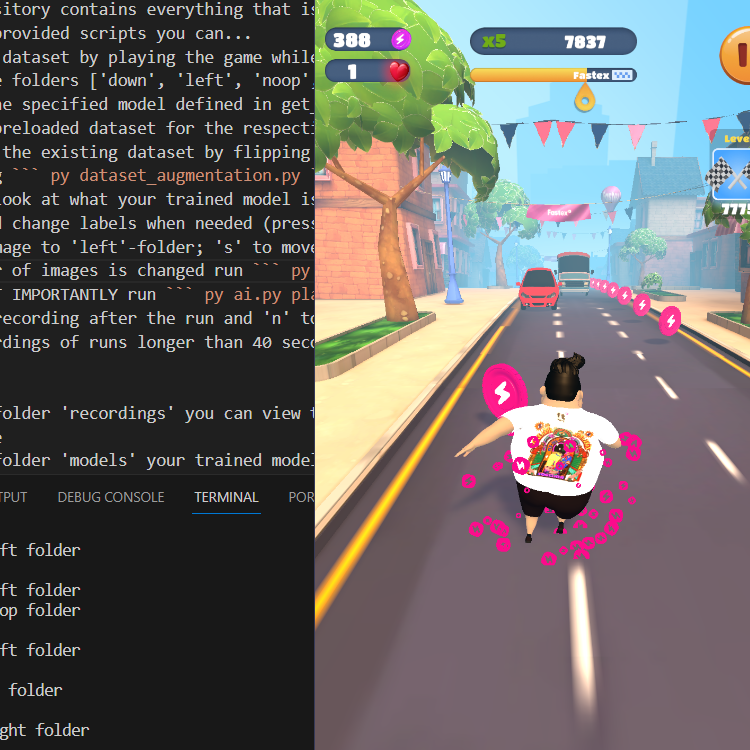 sitory contains everything that is
provided scripts you can...
dataset by playing the game while
e folders ['down', 'left', 'noop'
he specified model defined in get_
preloaded dataset for the respecti
the existing dataset by flipping
g ``` py dataset_augmentation.py
look at what your trained model is
d change labels when needed (press
mage to 'left'-folder; 's' to move
r of images is changed run ``` py
T IMPORTANTLY run ``` py ai.py pla
recording after the run and 'n' to
rdings of runs longer than 40 seco
folder 'recordings' you can view t
e
folder 'models' your trained model
TPUT DEBUG CONSOLE TERMINAL POR
ft folder
ft folder
op folder
ft folder
folder
ght folder
388
x5 7837
1
Fastex
Leve
777
Fastex